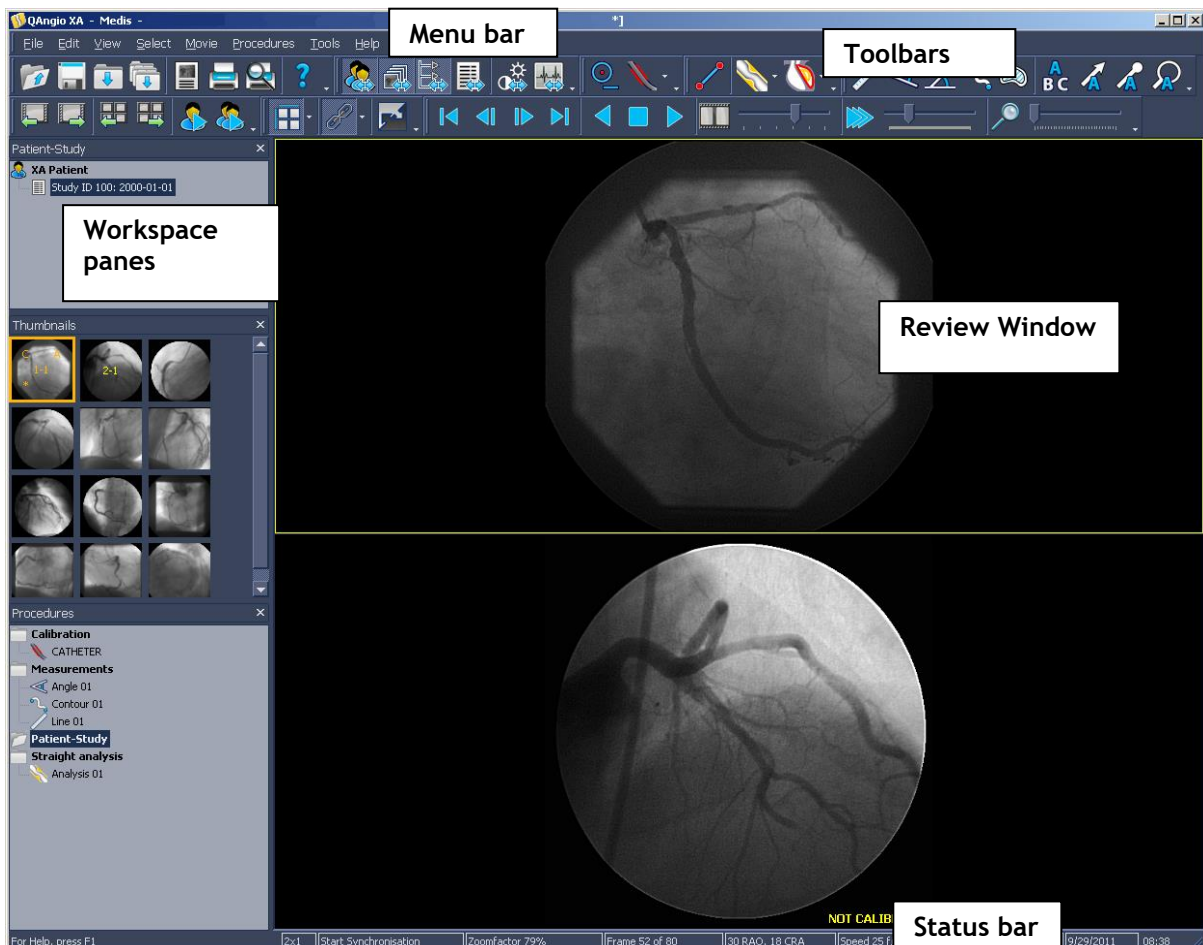 QAngio XA - Medis - *]
Menu bar
File Edit View Select Movie Procedures Tools Help
Toolbars
A
BC A A A
Patient-Study
XA Patient
Study ID 100: 2000-01-01
Workspace
panes
Review Window
Thumbnails
1-1
2-1
Procedures
Calibration
CATHETER
Measurements
Angle 01
Contour 01
Line 01
Patient-Study
Straight analysis
Analysis 01
NOT CALIB
Status bar
For Help, press F1 2x1 Start Synchronisation Zoomfactor 79% Frame 52 of 80 30 RAO, 18 CRA Speed 25 f 9/29/2011 08:38